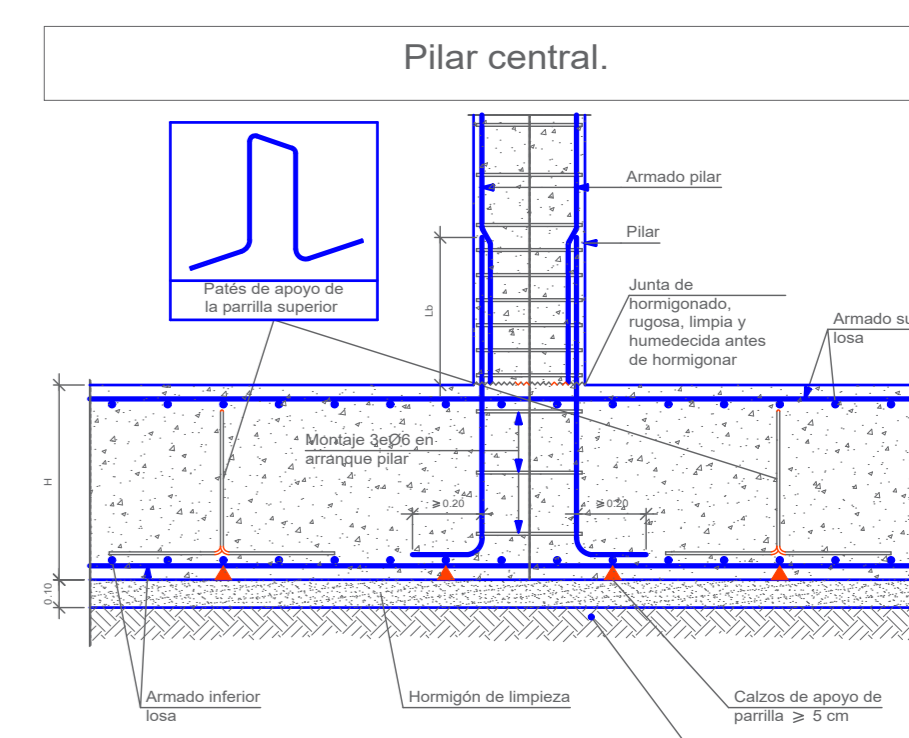 Pilar central.
Patés de apoyo de
la parrilla superior
Armado pilar
Pilar
Junta de
hormigonado,
rugosa, limpia y
humedecida antes
de hormigonar
Armado su
losa
Lb
Montaje 3eØ6 en
arranque pilar
≥0.20
≥0.20
H
0.10
Armado inferior
losa
Hormigón de limpieza
Calzos de apoyo de
parrilla ≥ 5 cm